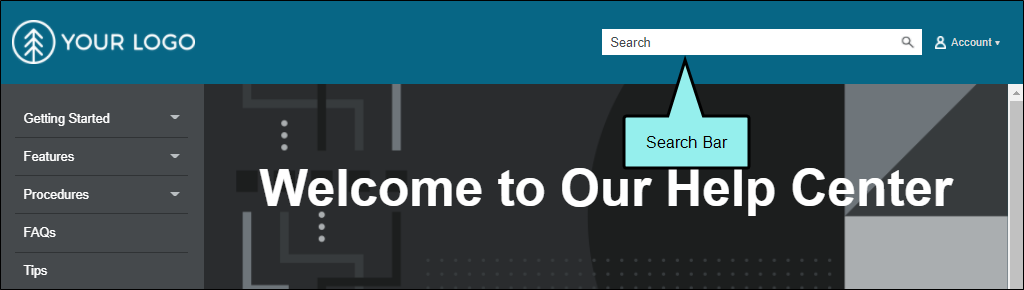 YOUR LOGO
Search
Account
Getting Started
Features
Procedures
FAQs
Tips
Search Bar
Welcome to Our Help Center